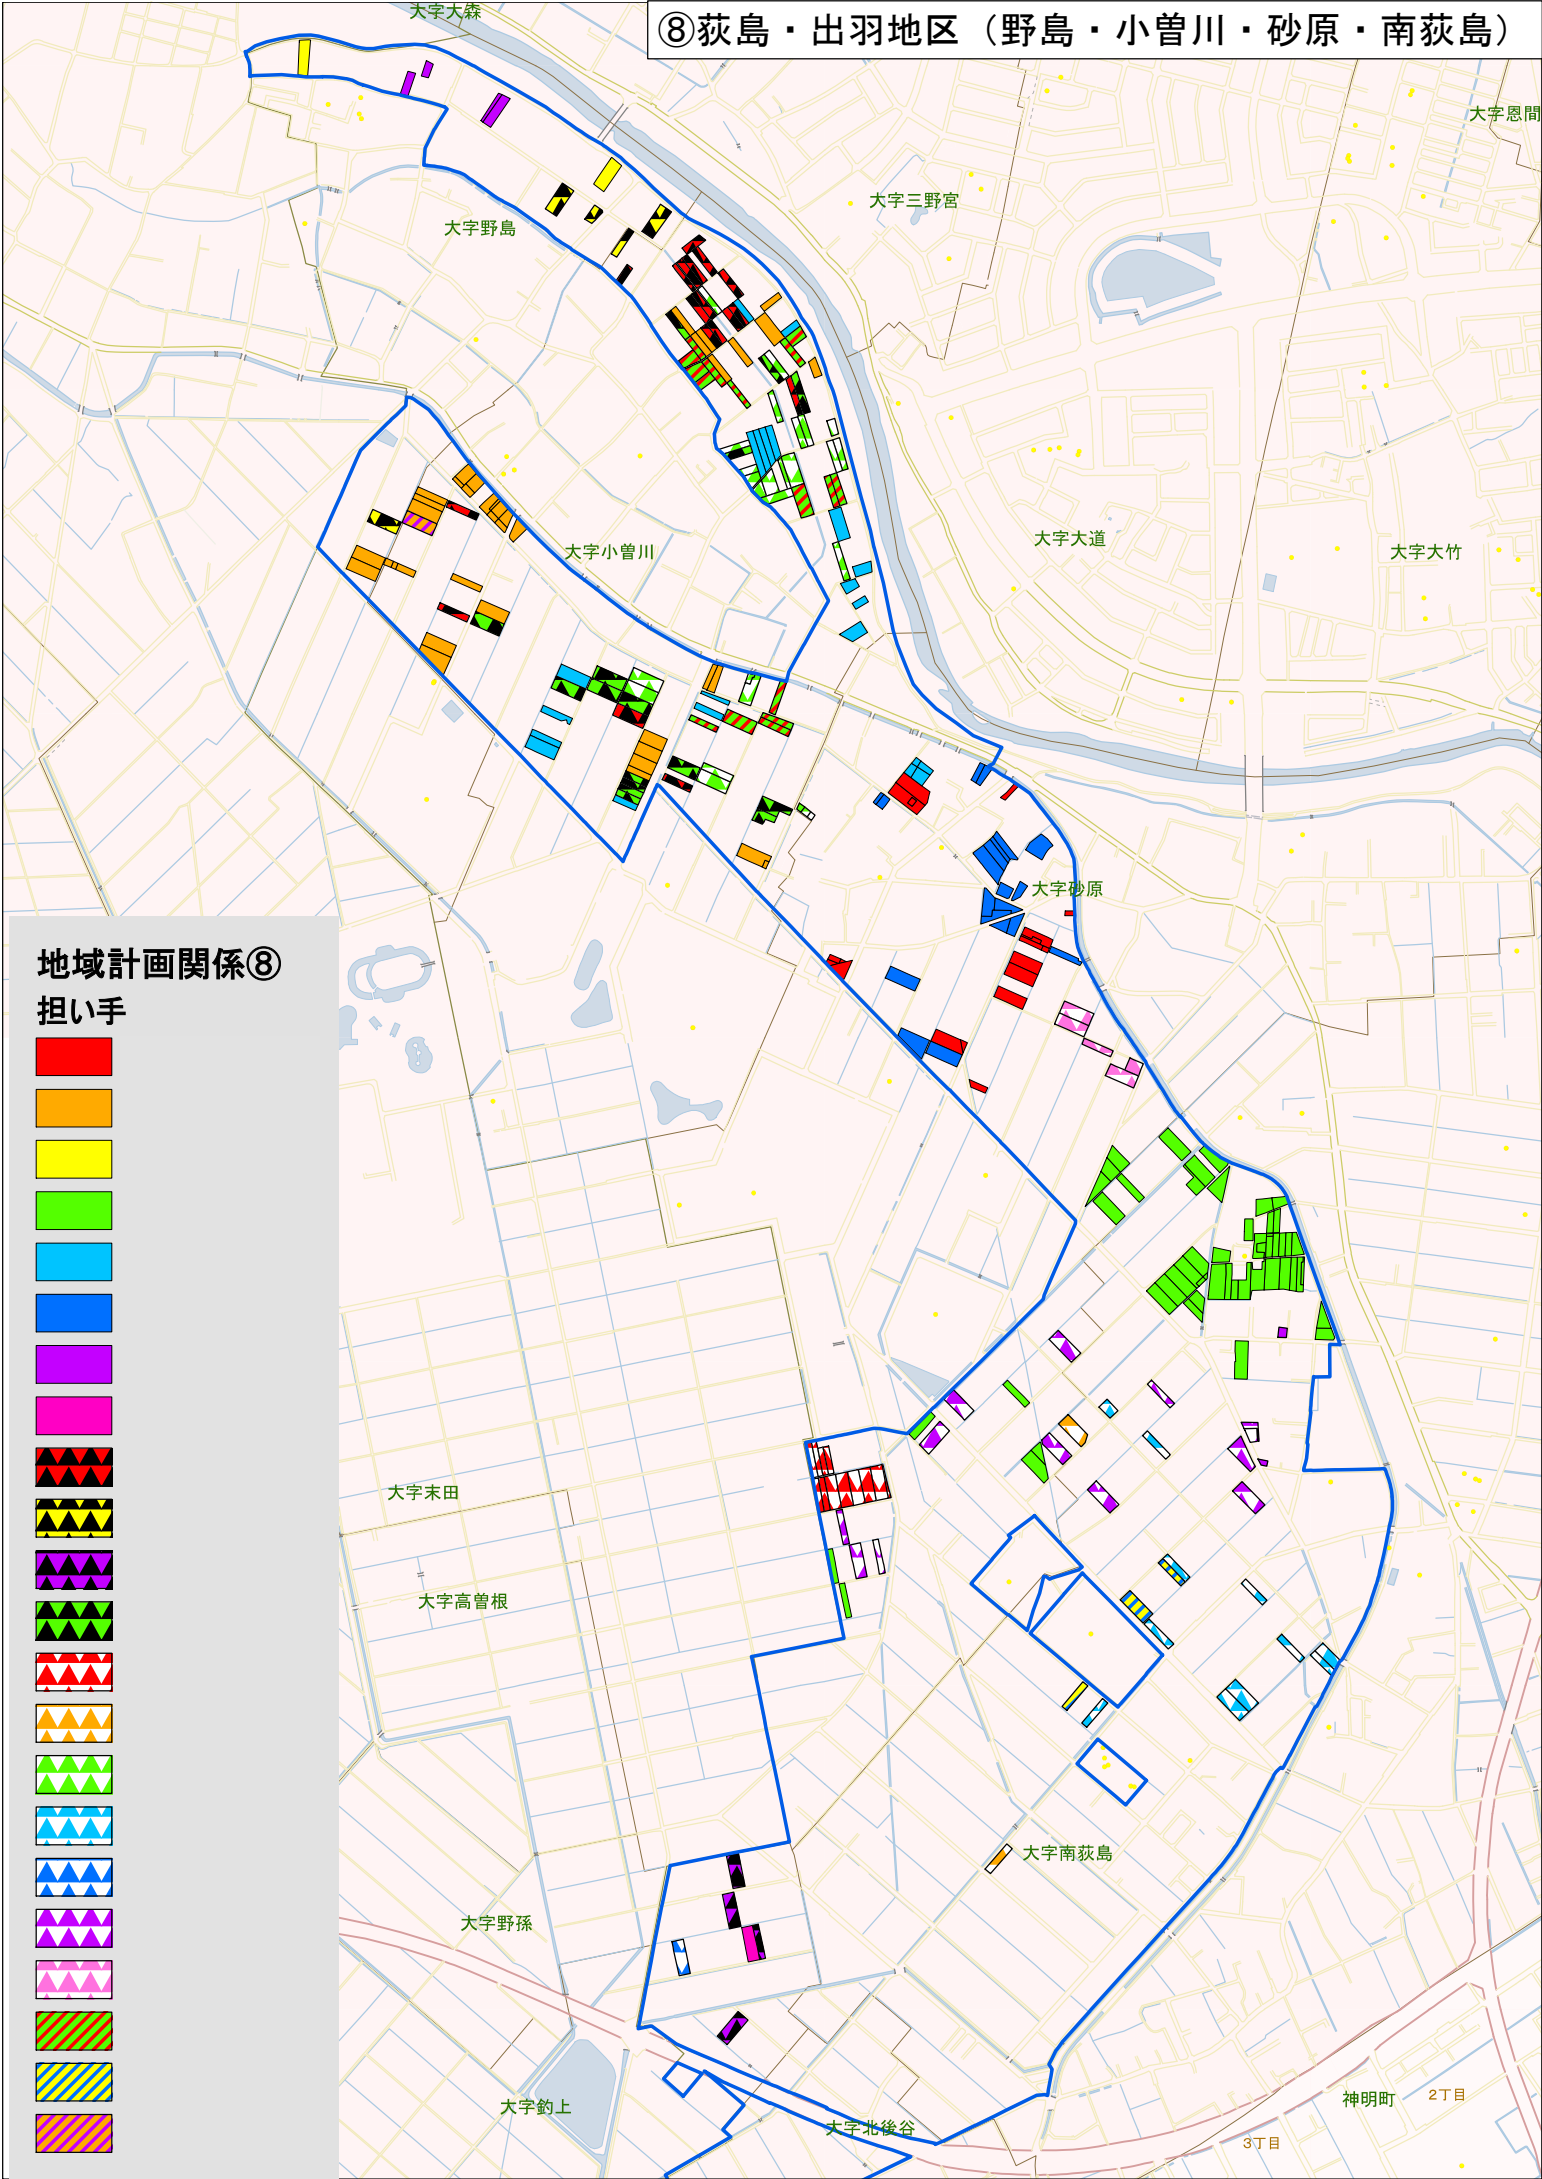 ⑧荻島・出羽地区（野島・小曽川・砂原・南荻島）
大字大森
大字恩間
大字三野宮
大字野島
大字大道
大字大竹
大字小曽川
大字砂原
地域計画関係⑧
担い手
大字末田
大字高曽根
大字南荻島
大字野孫
大字釣上
大字北後谷
神明町
2丁目
3丁目